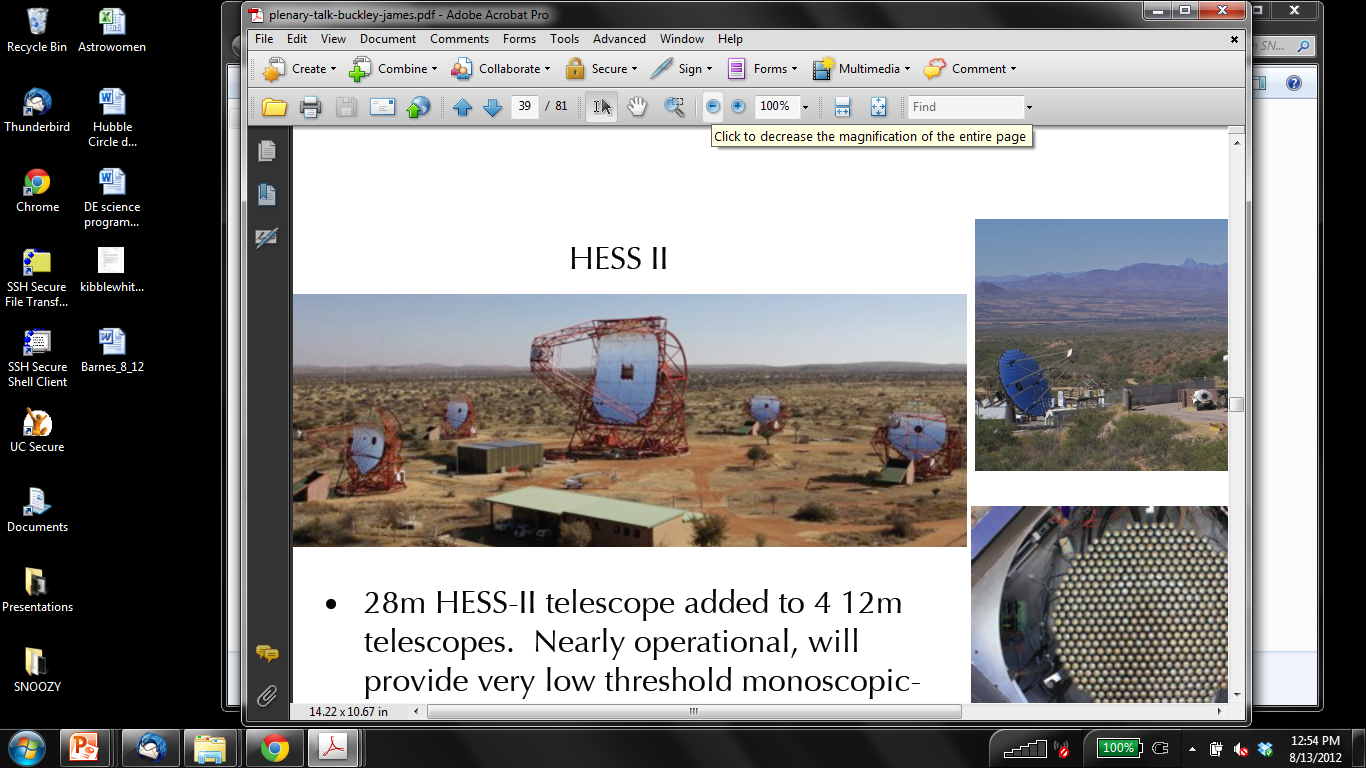 Recycle Bin
Astrowomen
Thunderbird
Hubble
Circle d...
Chrome
DE science
program...
SSH Secure
File Transf...
kibblewhit...
SSH Secure
Shell Client
Barnes_8_12
UC Secure
Documents
Presentations
SNOOZY
plenary-talk-buckley-james.pdf - Adobe Acrobat Pro
File Edit View Document Comments Forms Tools Advanced Window Help
Create Combine Collaborate Secure Sign Forms Multimedia Comment
39 / 81 100% Find
Click to decrease the magnification of the entire page
HESS II
• 28m HESS-II telescope added to 4 12m
telescopes. Nearly operational, will
provide very low threshold monoscopic-
14.22 x 10.67 in
100%
12:54 PM
8/13/2012